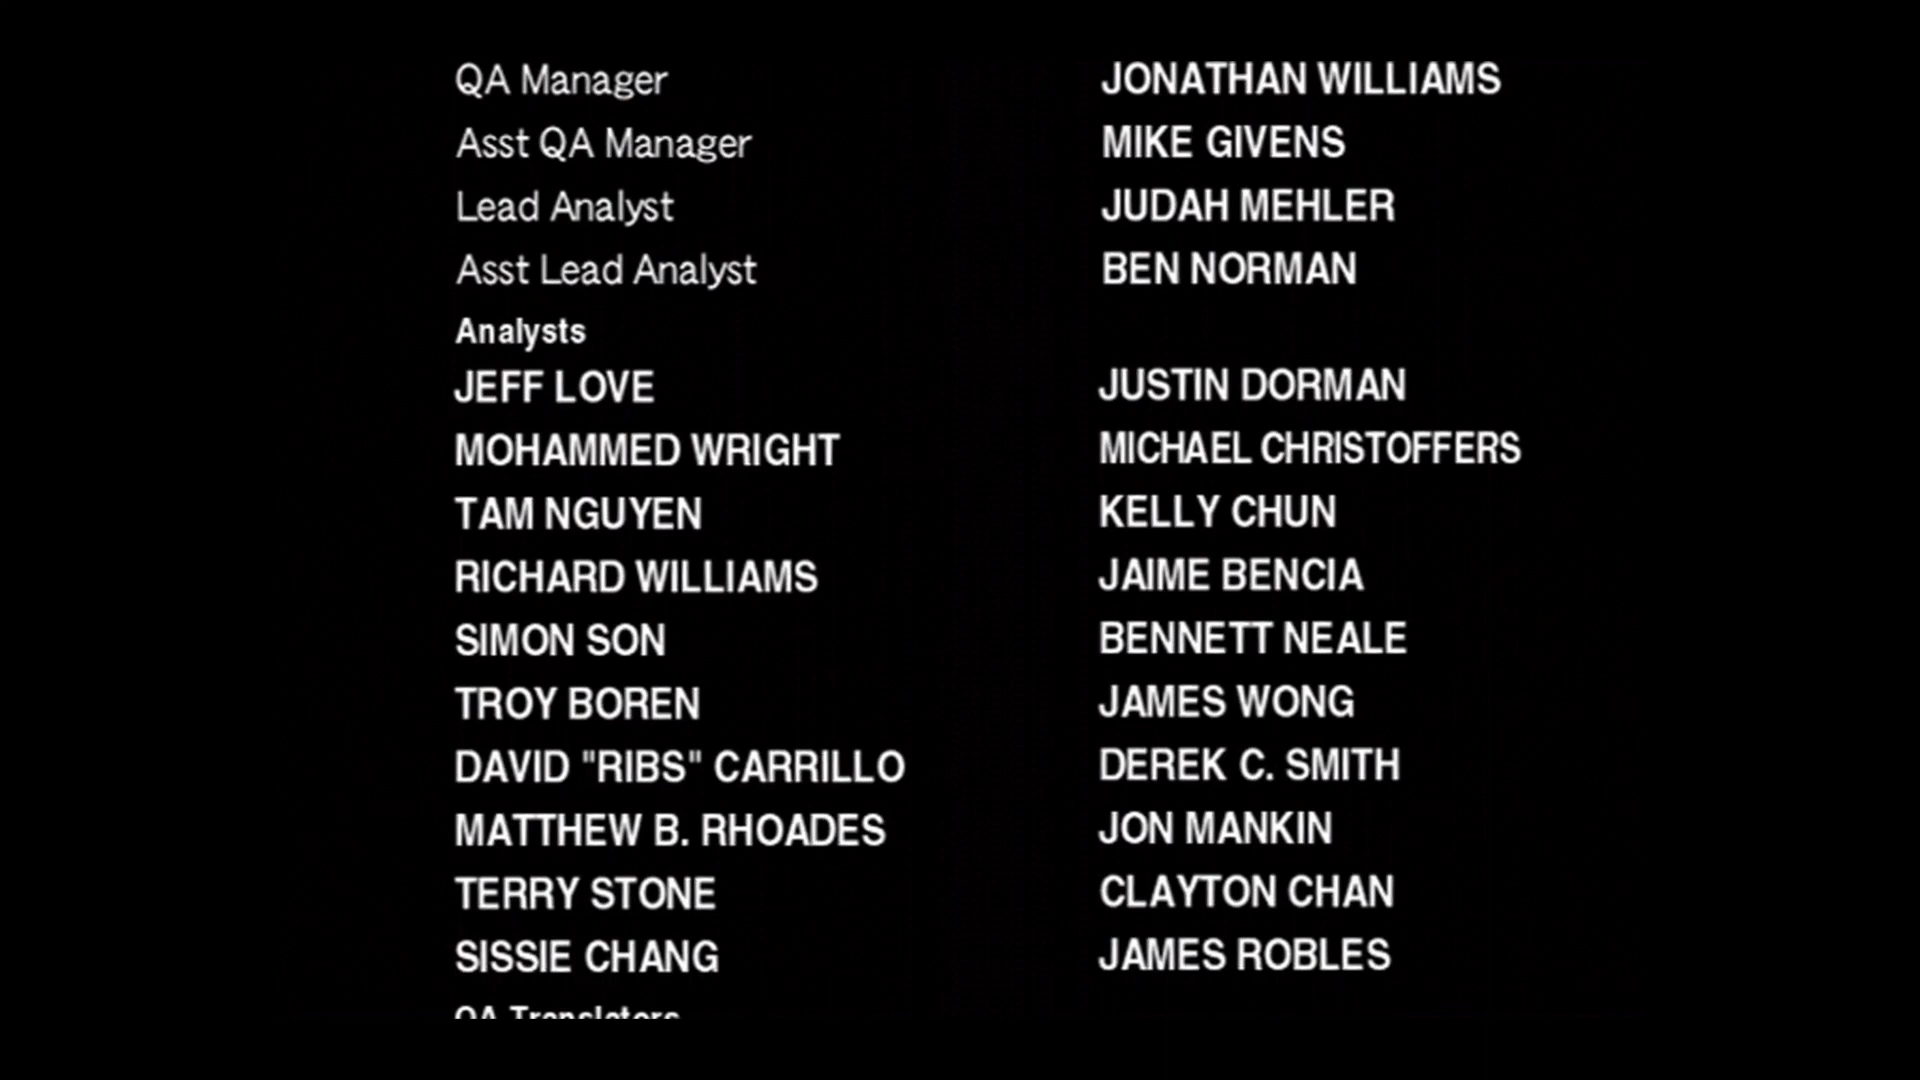 QA Manager JONATHAN WILLIAMS
Asst QA Manager MIKE GIVENS
Lead Analyst JUDAH MEHLER
Asst Lead Analyst BEN NORMAN
Analysts
JEFF LOVE JUSTIN DORMAN
MOHAMMED WRIGHT MICHAEL CHRISTOFFERS
TAM NGUYEN KELLY CHUN
RICHARD WILLIAMS JAIME BENCIA
SIMON SON BENNETT NEALE
TROY BOREN JAMES WONG
DAVID "RIBS" CARRILLO DEREK C. SMITH
MATTHEW B. RHOADES JON MANKIN
TERRY STONE CLAYTON CHAN
SISSIE CHANG JAMES ROBLES
QA Translators